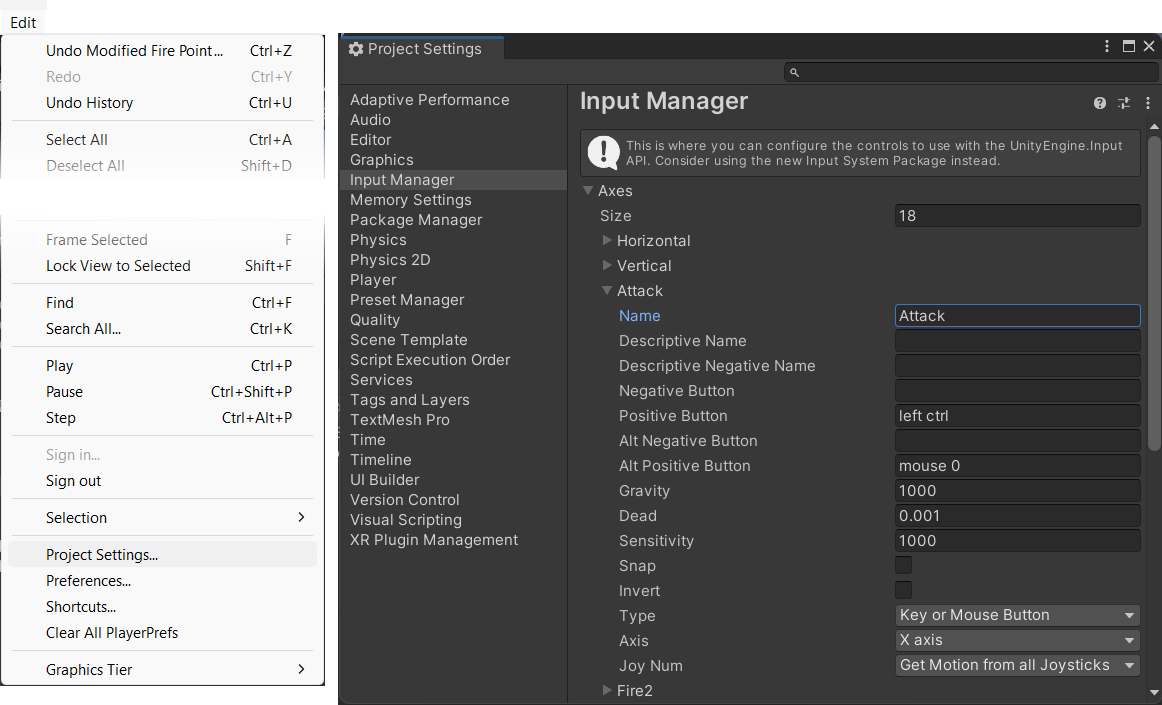 Edit
Undo Modified Fire Point... Ctrl+Z
Redo Ctrl+Y
Undo History Ctrl+U
Select All Ctrl+A
Deselect All Shift+D
Frame Selected F
Lock View to Selected Shift+F
Find Ctrl+F
Search All... Ctrl+K
Play Ctrl+P
Pause Ctrl+Shift+P
Step Ctrl+Alt+P
Sign in...
Sign out
Selection
Project Settings...
Preferences...
Shortcuts...
Clear All PlayerPrefs
Graphics Tier
Project Settings
Adaptive Performance
Audio
Editor
Graphics
Input Manager
Memory Settings
Package Manager
Physics
Physics 2D
Player
Preset Manager
Quality
Scene Template
Script Execution Order
Services
Tags and Layers
TextMesh Pro
Time
Timeline
UI Builder
Version Control
Visual Scripting
XR Plugin Management
Input Manager
This is where you can configure the controls to use with the UnityEngine.Input
API. Consider using the new Input System Package instead.
Axes
Size 18
Horizontal
Vertical
Attack
Name Attack
Descriptive Name
Descriptive Negative Name
Negative Button
Positive Button left ctrl
Alt Negative Button
Alt Positive Button mouse 0
Gravity 1000
Dead 0.001
Sensitivity 1000
Snap
Invert
Type Key or Mouse Button
Axis X axis
Joy Num Get Motion from all Joysticks
Fire2